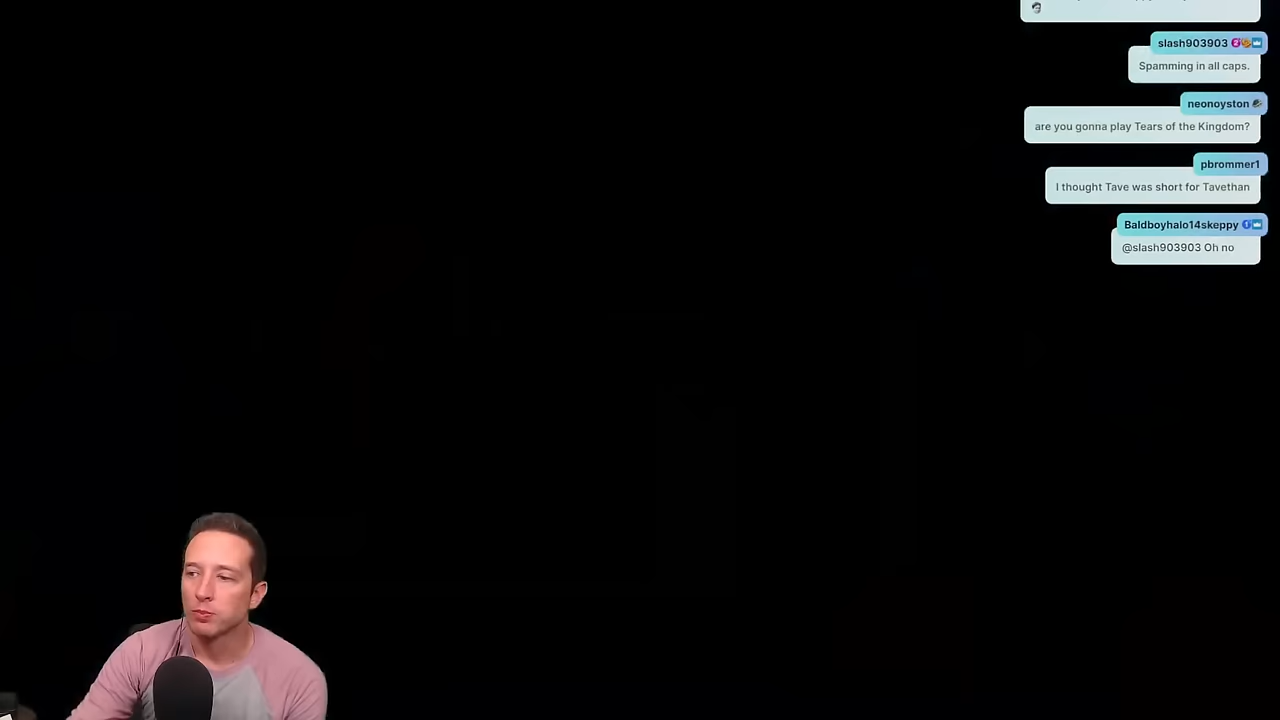 slash903903
Spamming in all caps.
neonoyston
are you gonna play Tears of the Kingdom?
pbrommer1
I thought Tave was short for Tavethan
Baldboyhalo14skeppy
@slash903903 Oh no